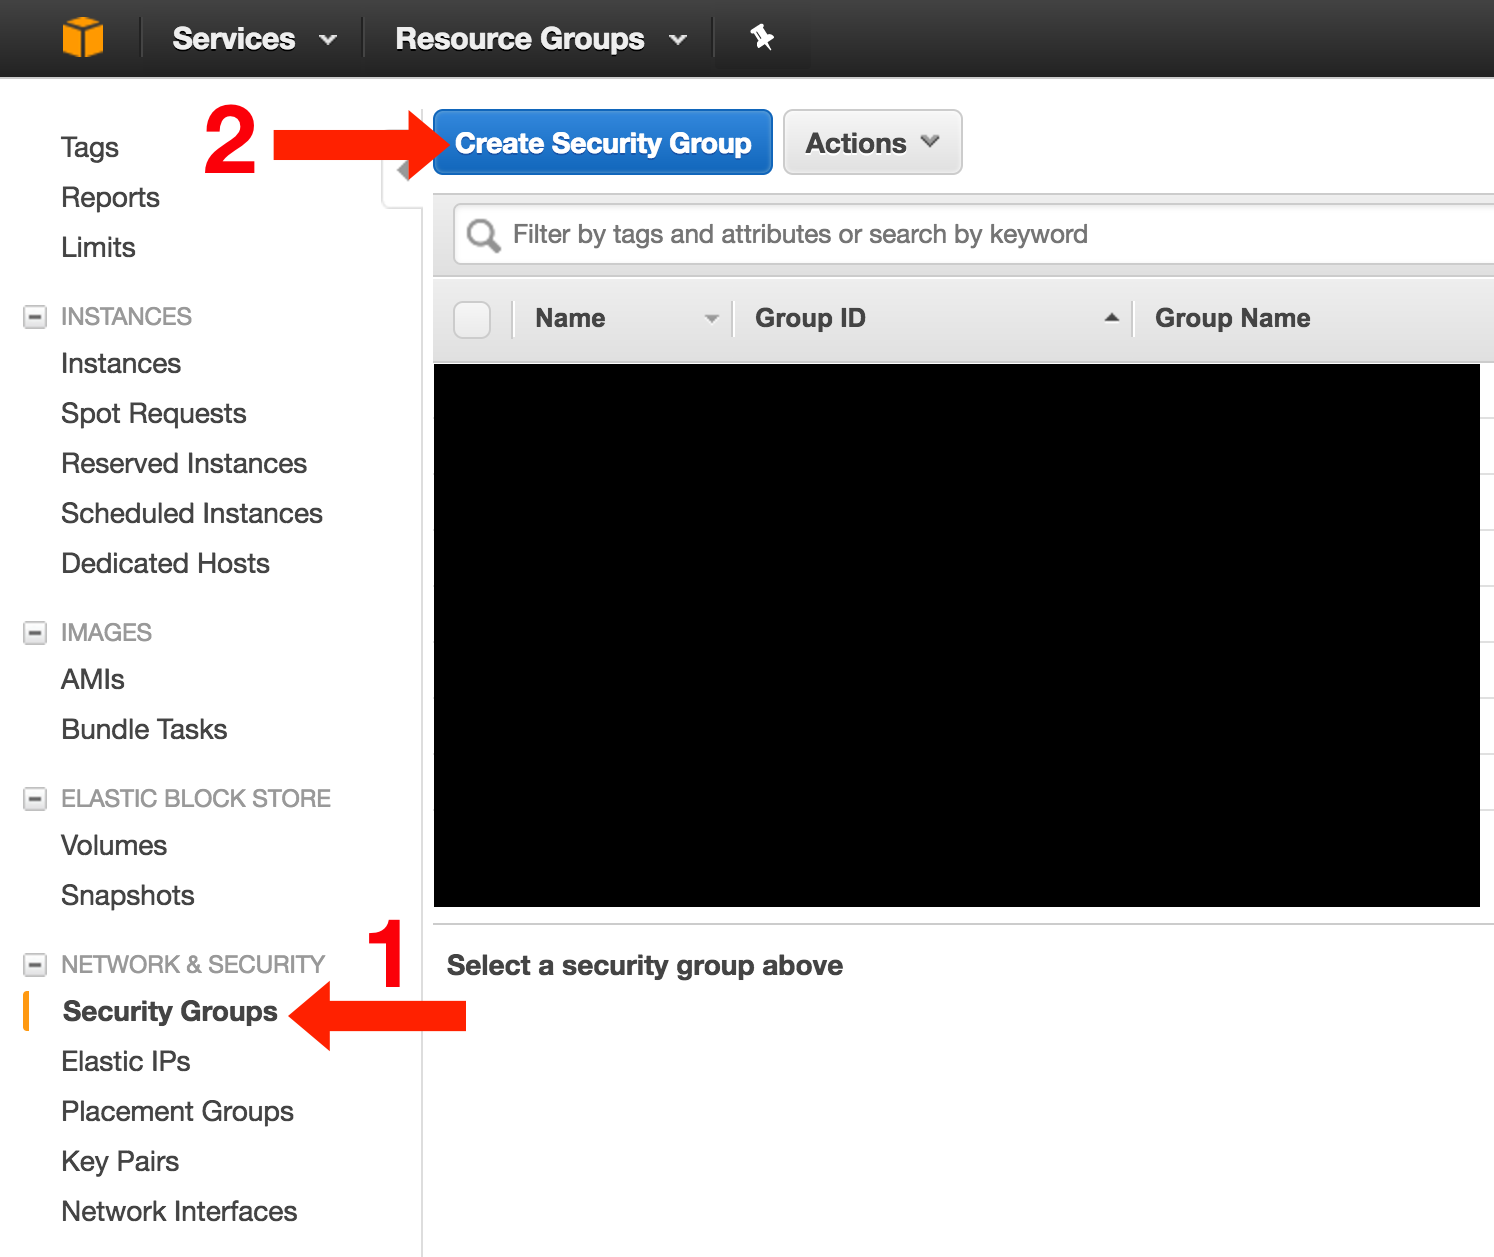 Services
Resource Groups
Tags
Reports
Limits
INSTANCES
Instances
Spot Requests
Reserved Instances
Scheduled Instances
Dedicated Hosts
IMAGES
AMIs
Bundle Tasks
ELASTIC BLOCK STORE
Volumes
Snapshots
NETWORK & SECURITY
1
Security Groups
Elastic IPs
Placement Groups
Key Pairs
Network Interfaces
2
Create Security Group
Actions
Filter by tags and attributes or search by keyword
Name
Group ID
Group Name
Select a security group above